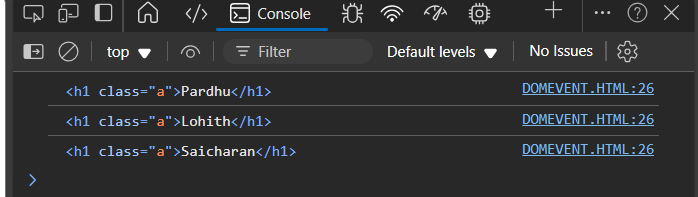 Console
top Filter Default levels No Issues
<h1 class="a">Pardhu</h1> DOMEVENT.HTML:26
<h1 class="a">Lohith</h1> DOMEVENT.HTML:26
<h1 class="a">Saicharan</h1> DOMEVENT.HTML:26